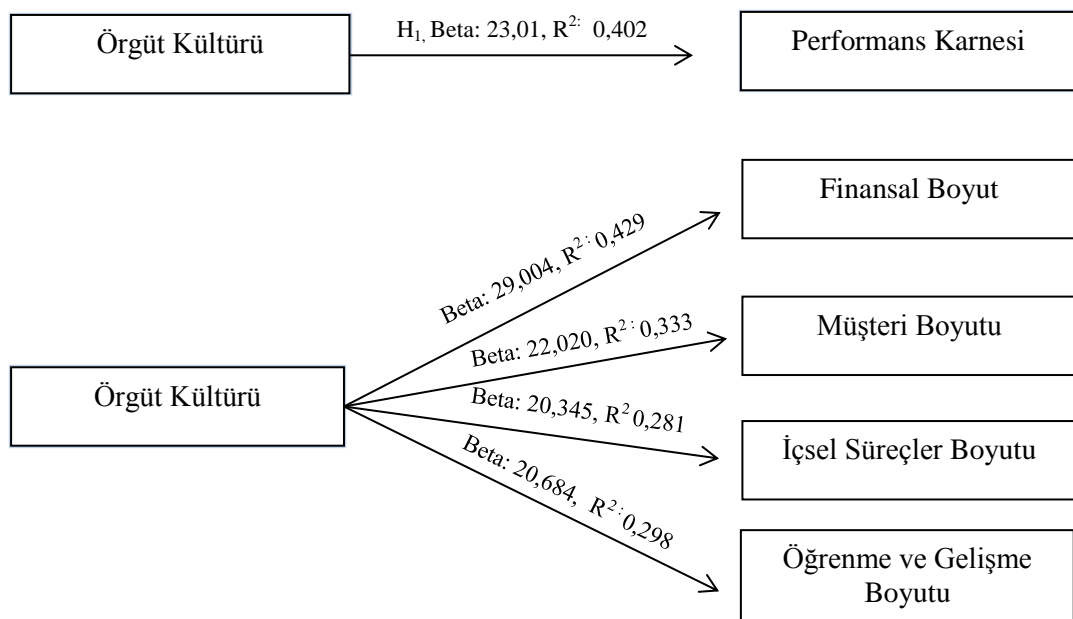 Örgüt Kültürü
H1, Beta: 23,01, R2: 0,402
Performans Karnesi
Finansal Boyut
Beta: 29,004, R2: 0,429
Müşteri Boyutu
Beta: 22,020, R2: 0,333
Örgüt Kültürü
Beta: 20,345, R2 0,281
İçsel Süreçler Boyutu
Beta: 20,684, R2: 0,298
Öğrenme ve Gelişme
Boyutu